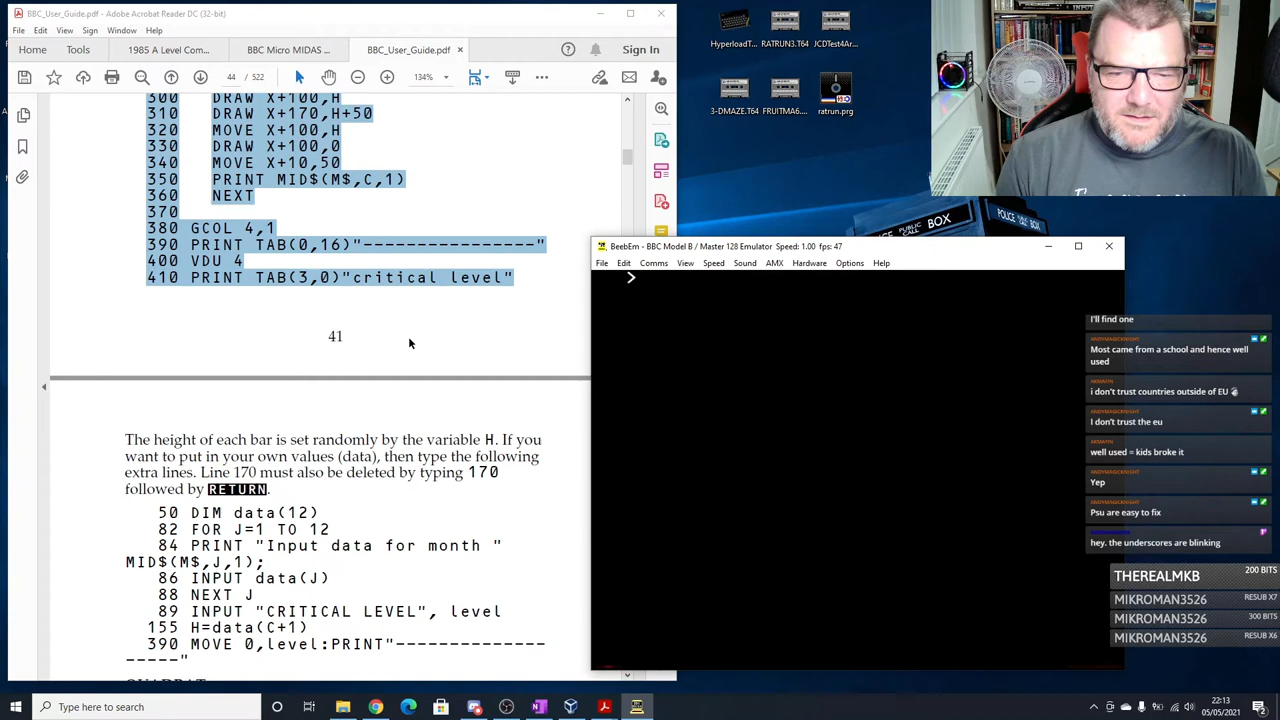 BBC_User_Guide.pdf - Adobe Acrobat Reader DC (32-bit)
File Edit View Sign Window Help
Home Tools 1985 A Level Com... BBC Micro MIDAS ... BBC_User_Guide.pdf Sign In
44 / 522 134%
300 DRAW X+100,H
310 DRAW X+170,H+50
320 MOVE X+100,H
330 DRAW X+100,0
340 MOVE X+10,50
350 PRINT MID$(M$,C,1)
360 NEXT
370
380 GCOL 4,1
390 PRINT TAB(0,16)"----------------"
400 VDU 4
410 PRINT TAB(3,0)"critical level"
41
The height of each bar is set randomly by the variable H. If you
want to put in your own values (data), then type the following
extra lines. Line 170 must also be deleted by typing 170
followed by RETURN.
50 DIM data(12)
82 FOR J=1 TO 12
84 PRINT "Input data for month "
MID$(M$,J,1);
86 INPUT data(J)
88 NEXT J
89 INPUT "CRITICAL LEVEL", level
155 H=data(C+1)
390 MOVE 0,level:PRINT"---------------
-----"
HyperloadT... RATRUN3.T64 JCDTest4Ar...
3-DMAZE.T64 FRUITMA6.... ratrun.prg
INPUT
POLICE PUBLIC CALL BOX
BeebEm - BBC Model B / Master 128 Emulator Speed: 1.00 fps: 47
File Edit Comms View Speed Sound AMX Hardware Options Help
>
I'll find one
ANDYMAGICKNIGHT
Most came from a school and hence well
used
i don't trust countries outside of EU
ANDYMAGICKNIGHT
I don't trust the eu
well used = kids broke it
ANDYMAGICKNIGHT
Yep
ANDYMAGICKNIGHT
Psu are easy to fix
hey. the underscores are blinking
THEREALMKB 200 BITS
MIKROMAN3526 RESUB X7
MIKROMAN3526 300 BITS
MIKROMAN3526 RESUB X6
Type here to search
22:13
05/05/2021